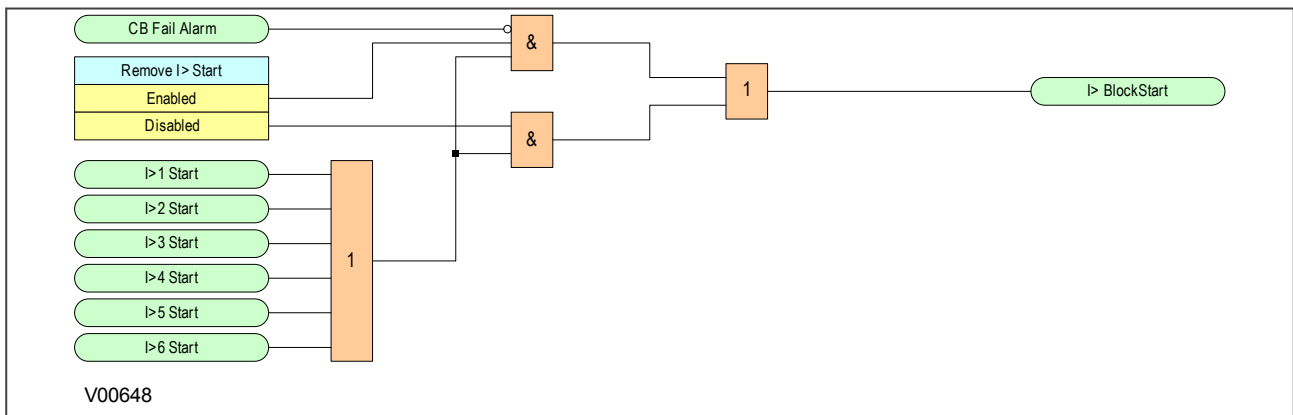 CB Fail Alarm
&
Remove I> Start
Enabled
Disabled
1
I> BlockStart
&
I>1 Start
I>2 Start
I>3 Start
I>4 Start
I>5 Start
I>6 Start
1
V00648